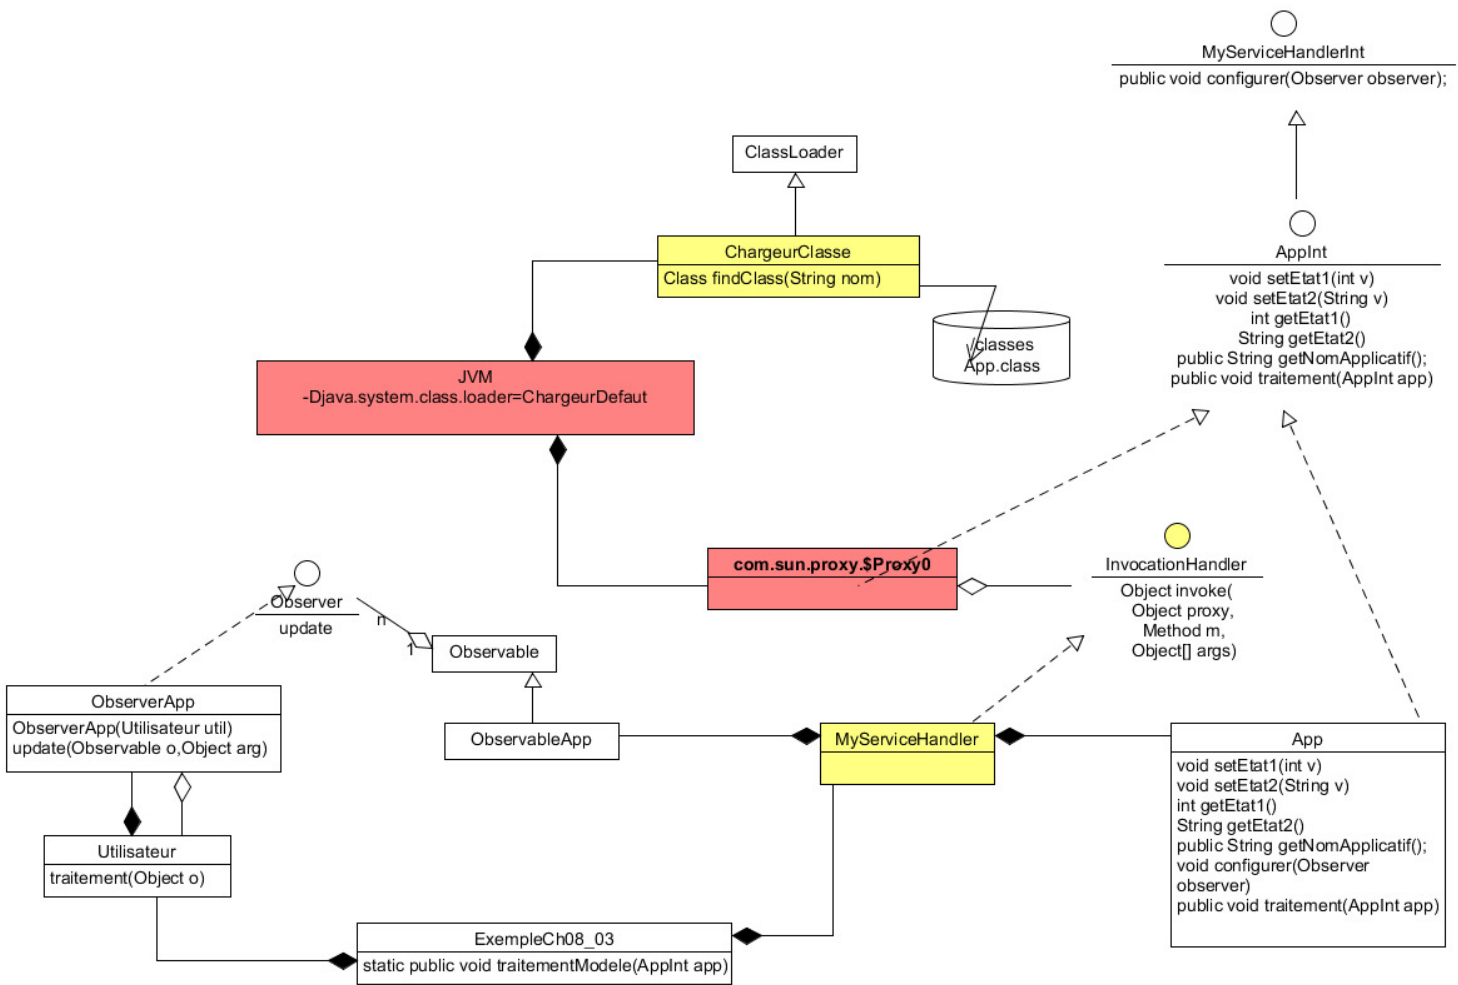 MyServiceHandlerInt
public void configurer(Observer observer);
ClassLoader
ChargeurClasse
Class findClass(String nom)
/classes
App.class
AppInt
void setEtat1(int v)
void setEtat2(String v)
int getEtat1()
String getEtat2()
public String getNomApplicatif();
public void traitement(AppInt app)
JVM
-Djava.system.class.loader=ChargeurDefaut
com.sun.proxy.$Proxy0
InvocationHandler
Object invoke(
Object proxy,
Method m,
Object[] args)
Observer
update
n
1
Observable
ObserverApp
ObserverApp(Utilisateur util)
update(Observable o,Object arg)
ObservableApp
MyServiceHandler
App
void setEtat1(int v)
void setEtat2(String v)
int getEtat1()
String getEtat2()
public String getNomApplicatif();
void configurer(Observer
observer)
public void traitement(AppInt app)
Utilisateur
traitement(Object o)
ExempleCh08_03
static public void traitementModele(AppInt app)